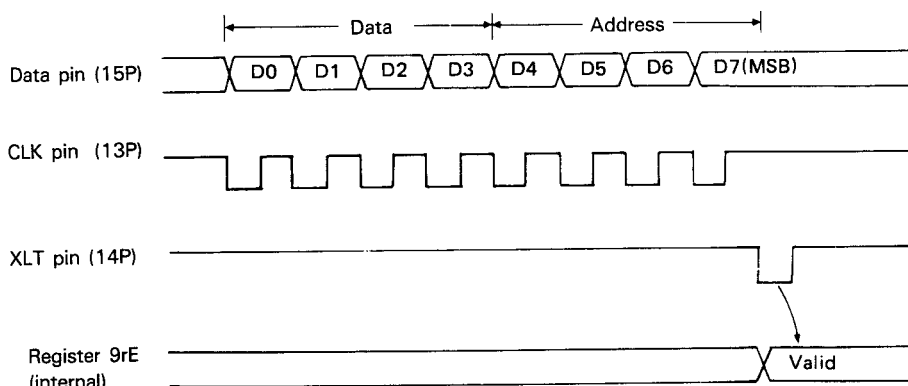 Data Address
Data pin (15P) D0 D1 D2 D3 D4 D5 D6 D7(MSB)
CLK pin (13P)
XLT pin (14P)
Register 9rE Valid
(internal)